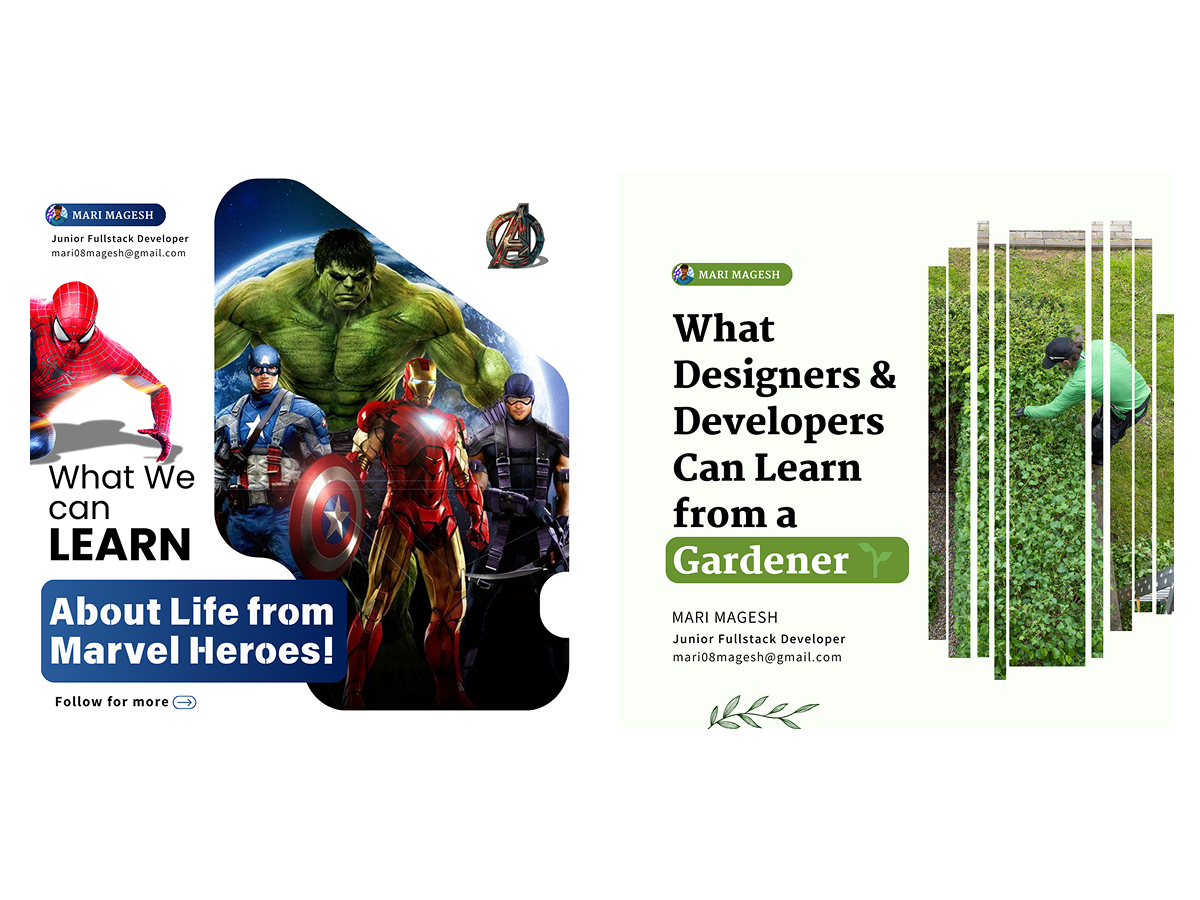 MARI MAGESH
Junior Fullstack Developer
mari08magesh@gmail.com
What We
can
LEARN
About Life from
Marvel Heroes!
Follow for more
MARI MAGESH
What
Designers &
Developers
Can Learn
from a
Gardener
MARI MAGESH
Junior Fullstack Developer
mari08magesh@gmail.com